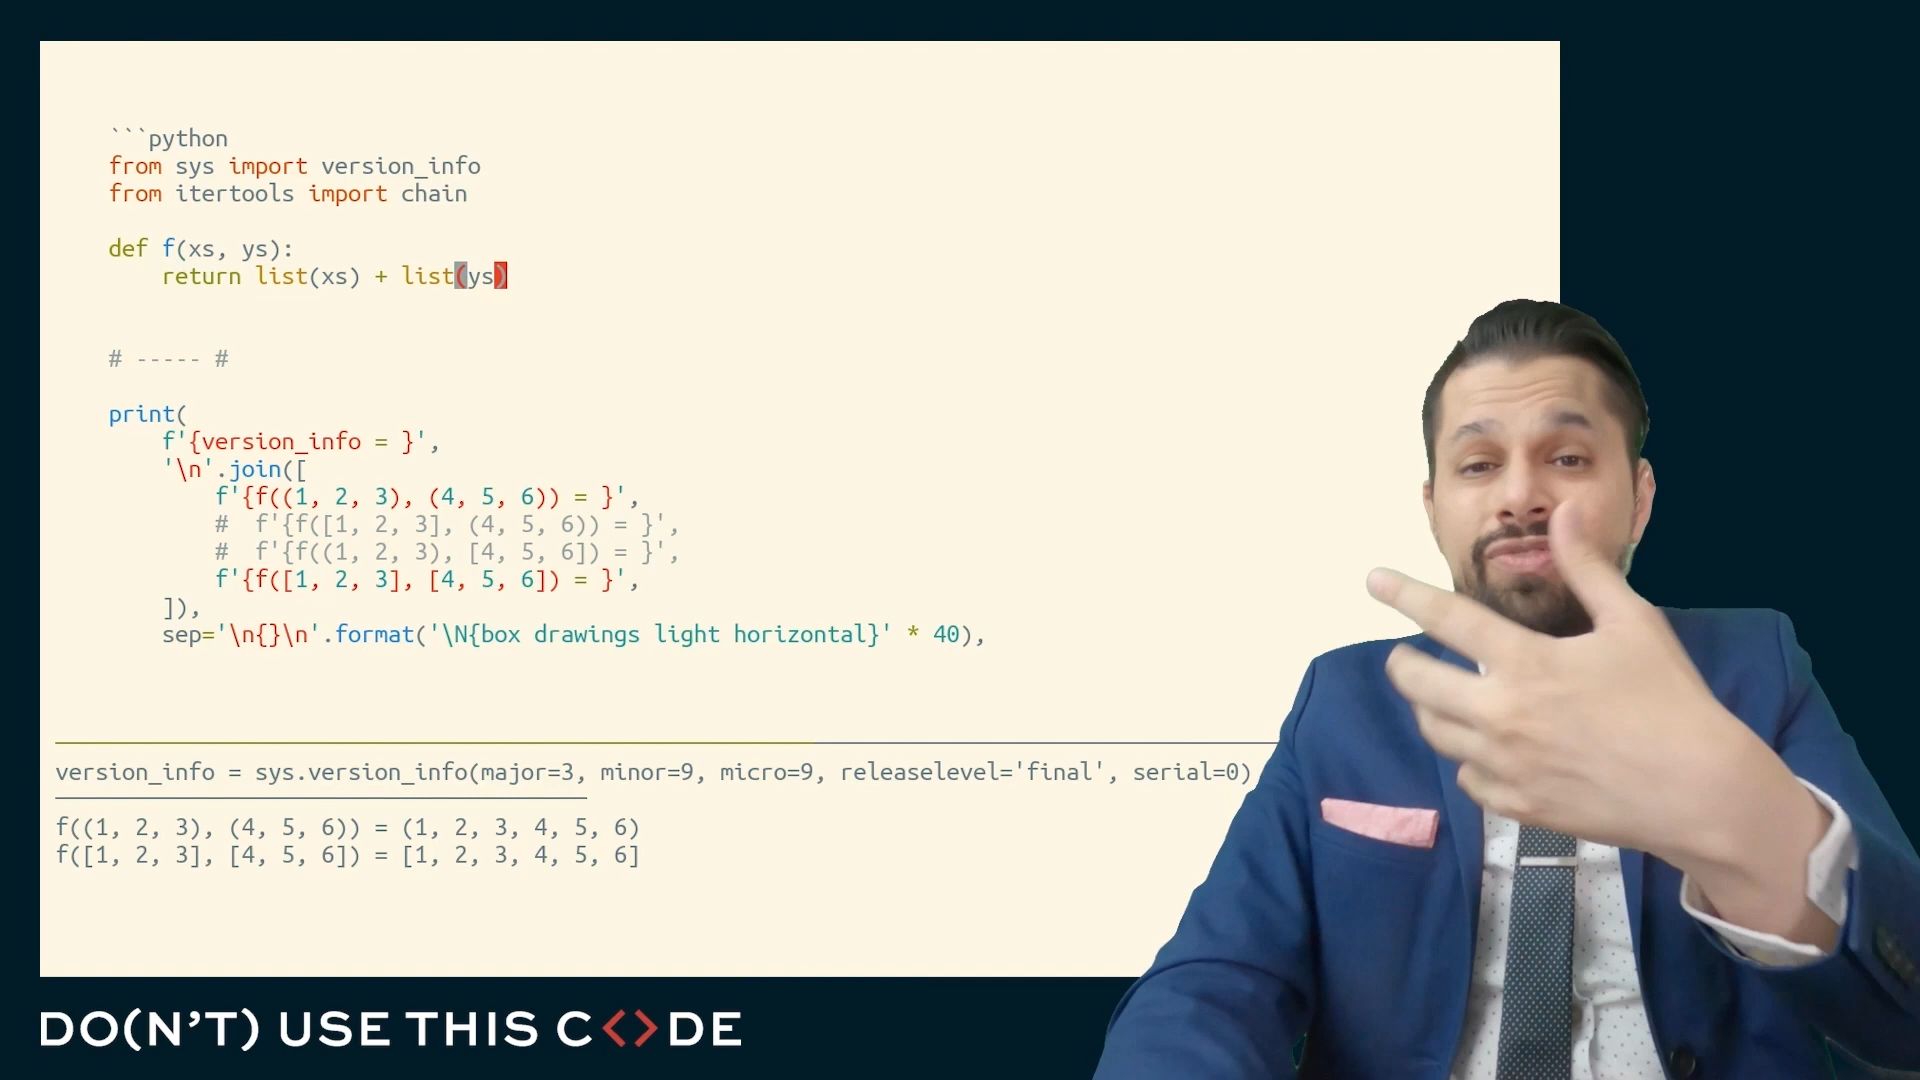 ```python
from sys import version_info
from itertools import chain
def f(xs, ys):
    return list(xs) + list(ys)
# ----- #
print(
    f'{version_info = }',
    '\n'.join([
        f'{f((1, 2, 3), (4, 5, 6)) = }',
        #  f'{f([1, 2, 3], (4, 5, 6)) = }',
        #  f'{f((1, 2, 3), [4, 5, 6]) = }',
        f'{f([1, 2, 3], [4, 5, 6]) = }',
    ]),
    sep='\n{}\n'.format('\N{box drawings light horizontal}' * 40),
version_info = sys.version_info(major=3, minor=9, micro=9, releaselevel='final', serial=0)
f((1, 2, 3), (4, 5, 6)) = (1, 2, 3, 4, 5, 6)
f([1, 2, 3], [4, 5, 6]) = [1, 2, 3, 4, 5, 6]
DO(N'T) USE THIS C<>DE